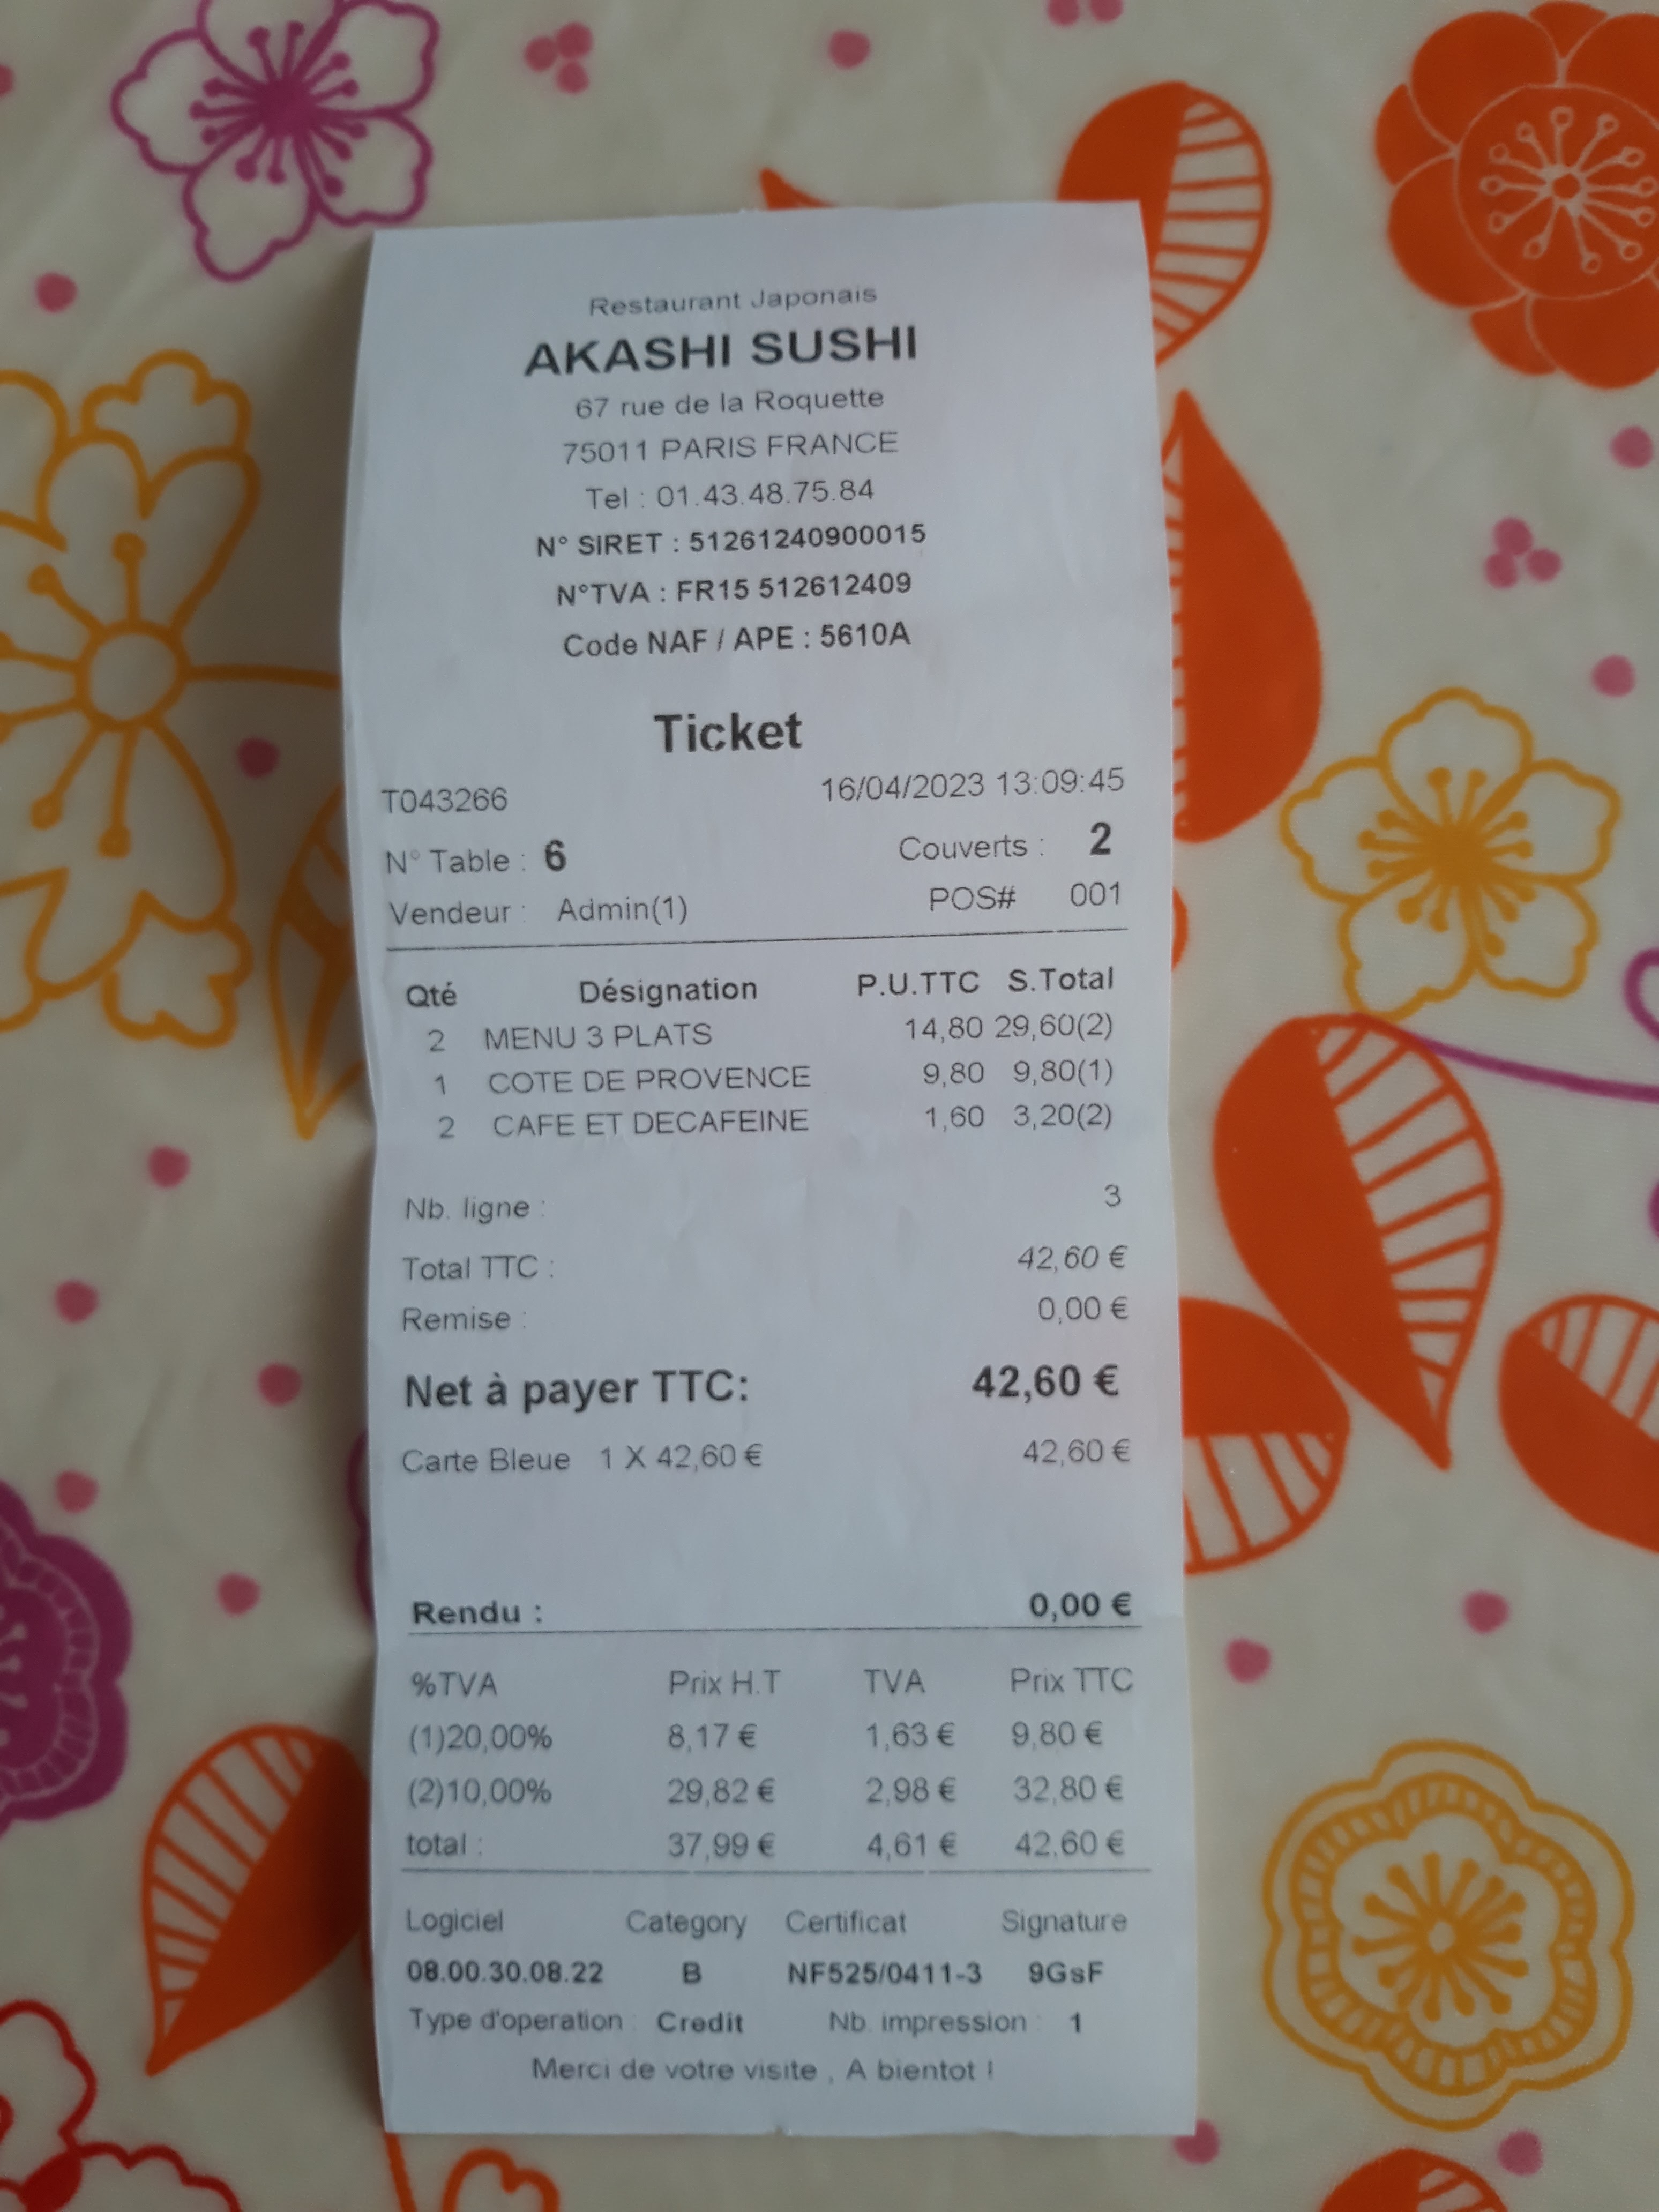 Restaurant Japonais
AKASHI SUSHI
67 rue de la Roquette
75011 PARIS FRANCE
Tel : 01.43.48.75.84
N° SIRET : 51261240900015
N°TVA : FR15 512612409
Code NAF / APE : 5610A
Ticket
T043266 16/04/2023 13:09:45
N° Table : 6 Couverts : 2
Vendeur : Admin(1) POS# 001
Qté Désignation P.U.TTC S.Total
2 MENU 3 PLATS 14,80 29,60(2)
1 COTE DE PROVENCE 9,80 9,80(1)
2 CAFE ET DECAFEINE 1,60 3,20(2)
Nb. ligne : 3
Total TTC : 42,60 €
Remise : 0,00 €
Net à payer TTC: 42,60 €
Carte Bleue 1 X 42,60 € 42,60 €
Rendu : 0,00 €
%TVA Prix H.T TVA Prix TTC
(1)20,00% 8,17 € 1,63 € 9,80 €
(2)10,00% 29,82 € 2,98 € 32,80 €
total : 37,99 € 4,61 € 42,60 €
Logiciel Category Certificat Signature
08.00.30.08.22 B NF525/0411-3 9GsF
Type d'operation : Credit Nb. impression : 1
Merci de votre visite , A bientot !